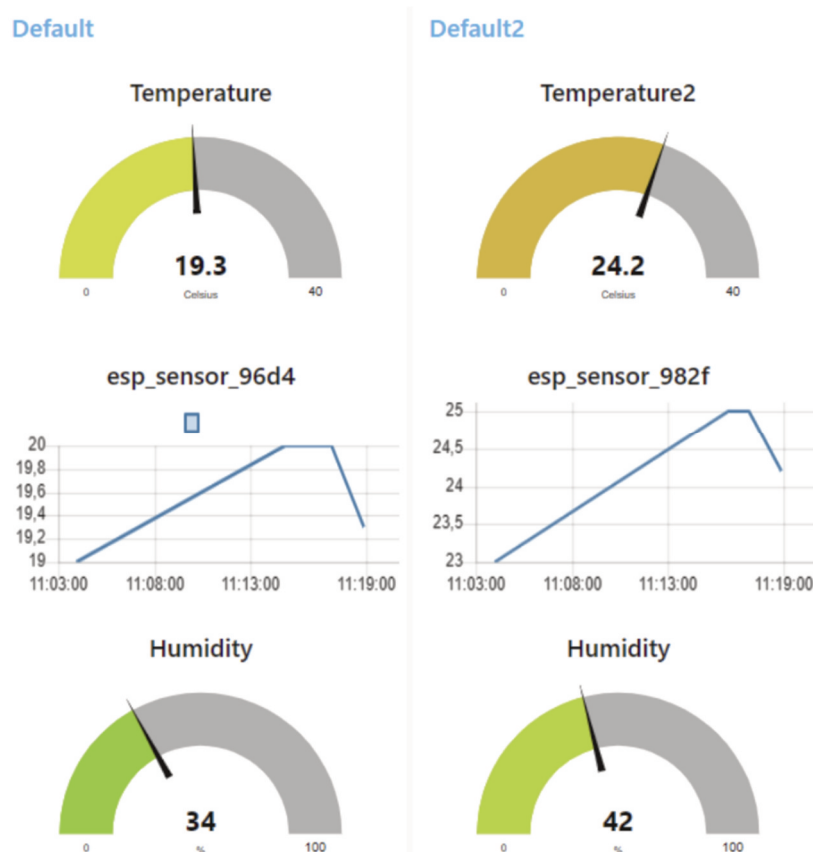 Default
Temperature
19.3
0 Celsius 40
esp_sensor_96d4
20
19,8
19,6
19,4
19,2
19
11:03:00 11:08:00 11:13:00 11:19:00
Humidity
34
0 % 100
Default2
Temperature2
24.2
0 Celsius 40
esp_sensor_982f
25
24,5
24
23,5
23
11:03:00 11:08:00 11:13:00 11:19:00
Humidity
42
0 % 100